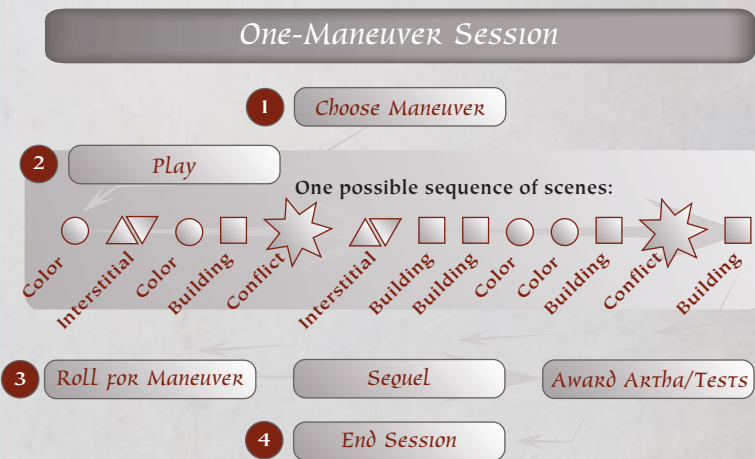 One-Maneuver Session
1 Choose Maneuver
2 Play
One possible sequence of scenes:
Color
Interstitial
Color
Building
Conflict
Interstitial
Building
Building
Color
Color
Building
Conflict
Building
3 Roll for Maneuver
Sequel
Award Artha/Tests
4 End Session